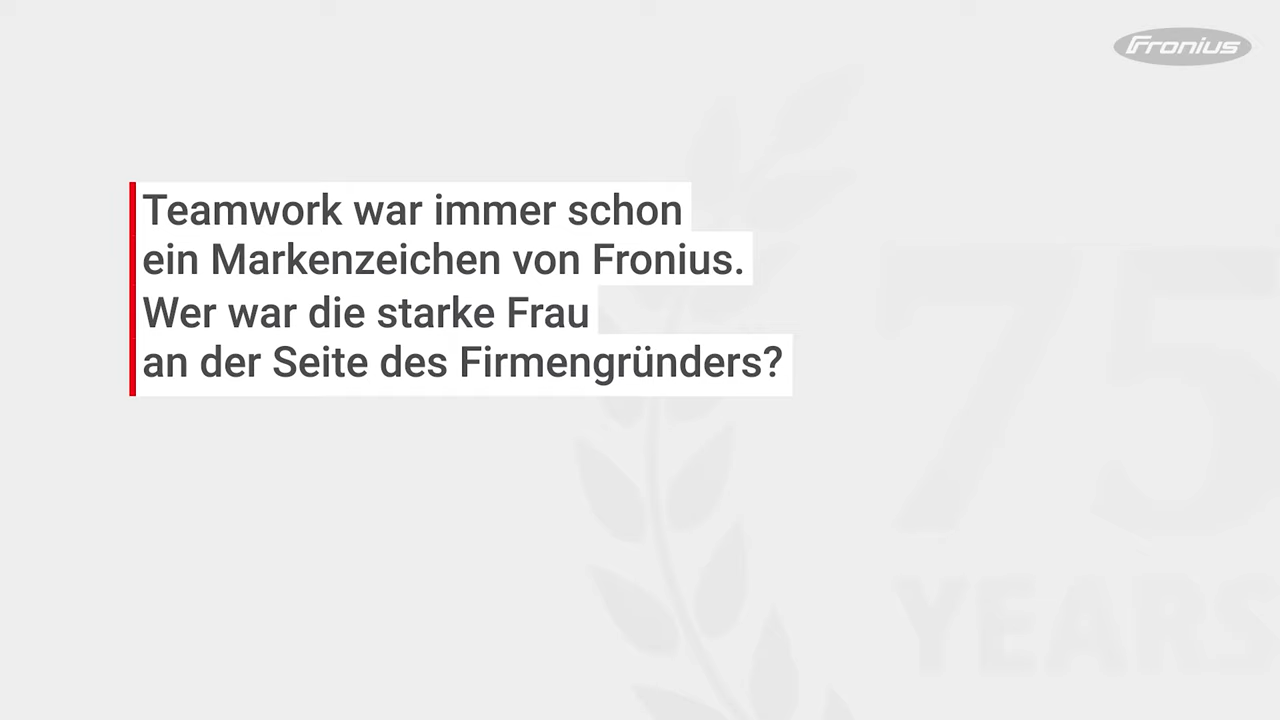 Fronius
Teamwork war immer schon
ein Markenzeichen von Fronius.
Wer war die starke Frau
an der Seite des Firmengründers?
75
YEARS